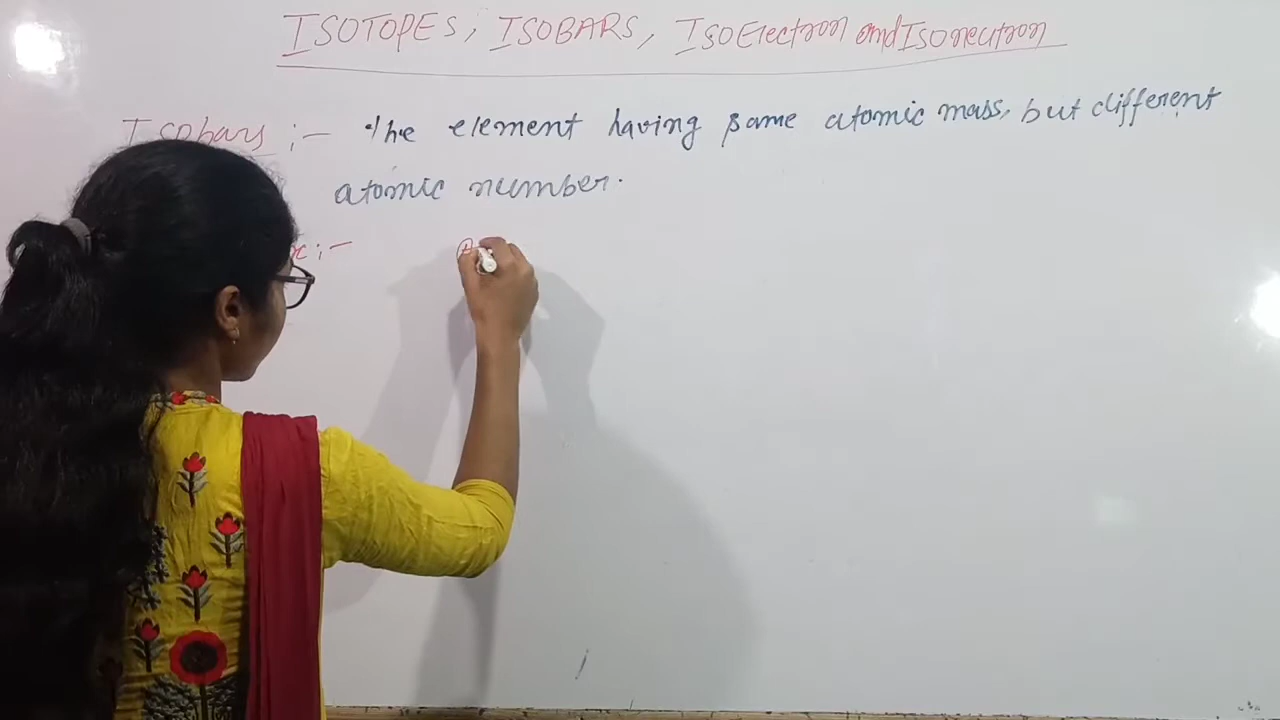 ISOTOPES, ISOBARS, IsoElectron and Isoneutron
Isobars :- The element having same atomic mass, but different
atomic number.